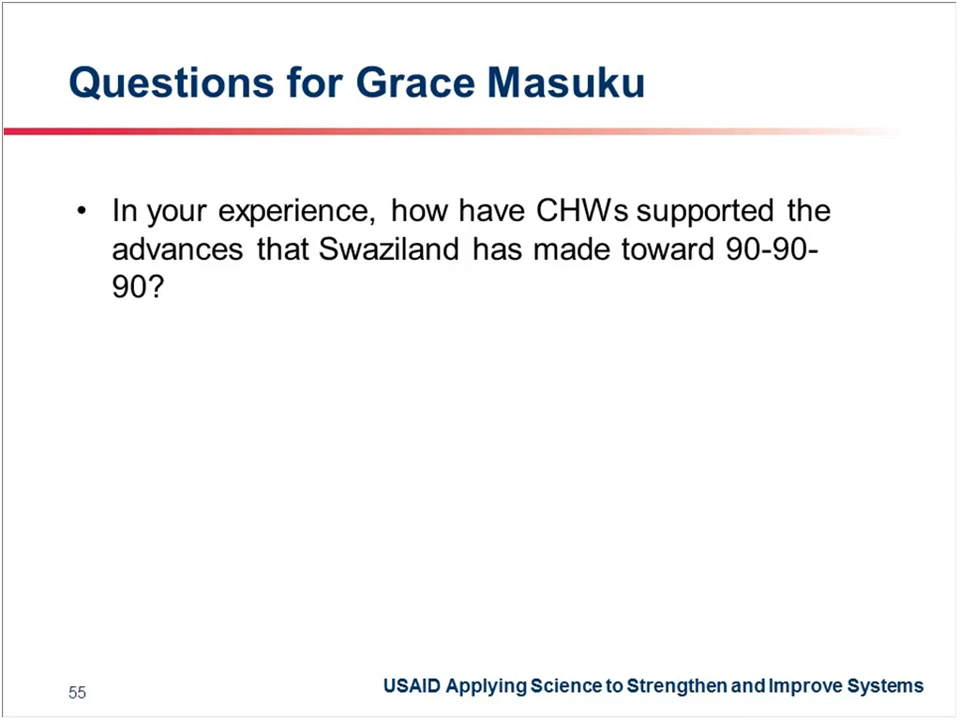 Questions for Grace Masuku
• In your experience, how have CHWs supported the
advances that Swaziland has made toward 90-90-
90?
55
USAID Applying Science to Strengthen and Improve Systems